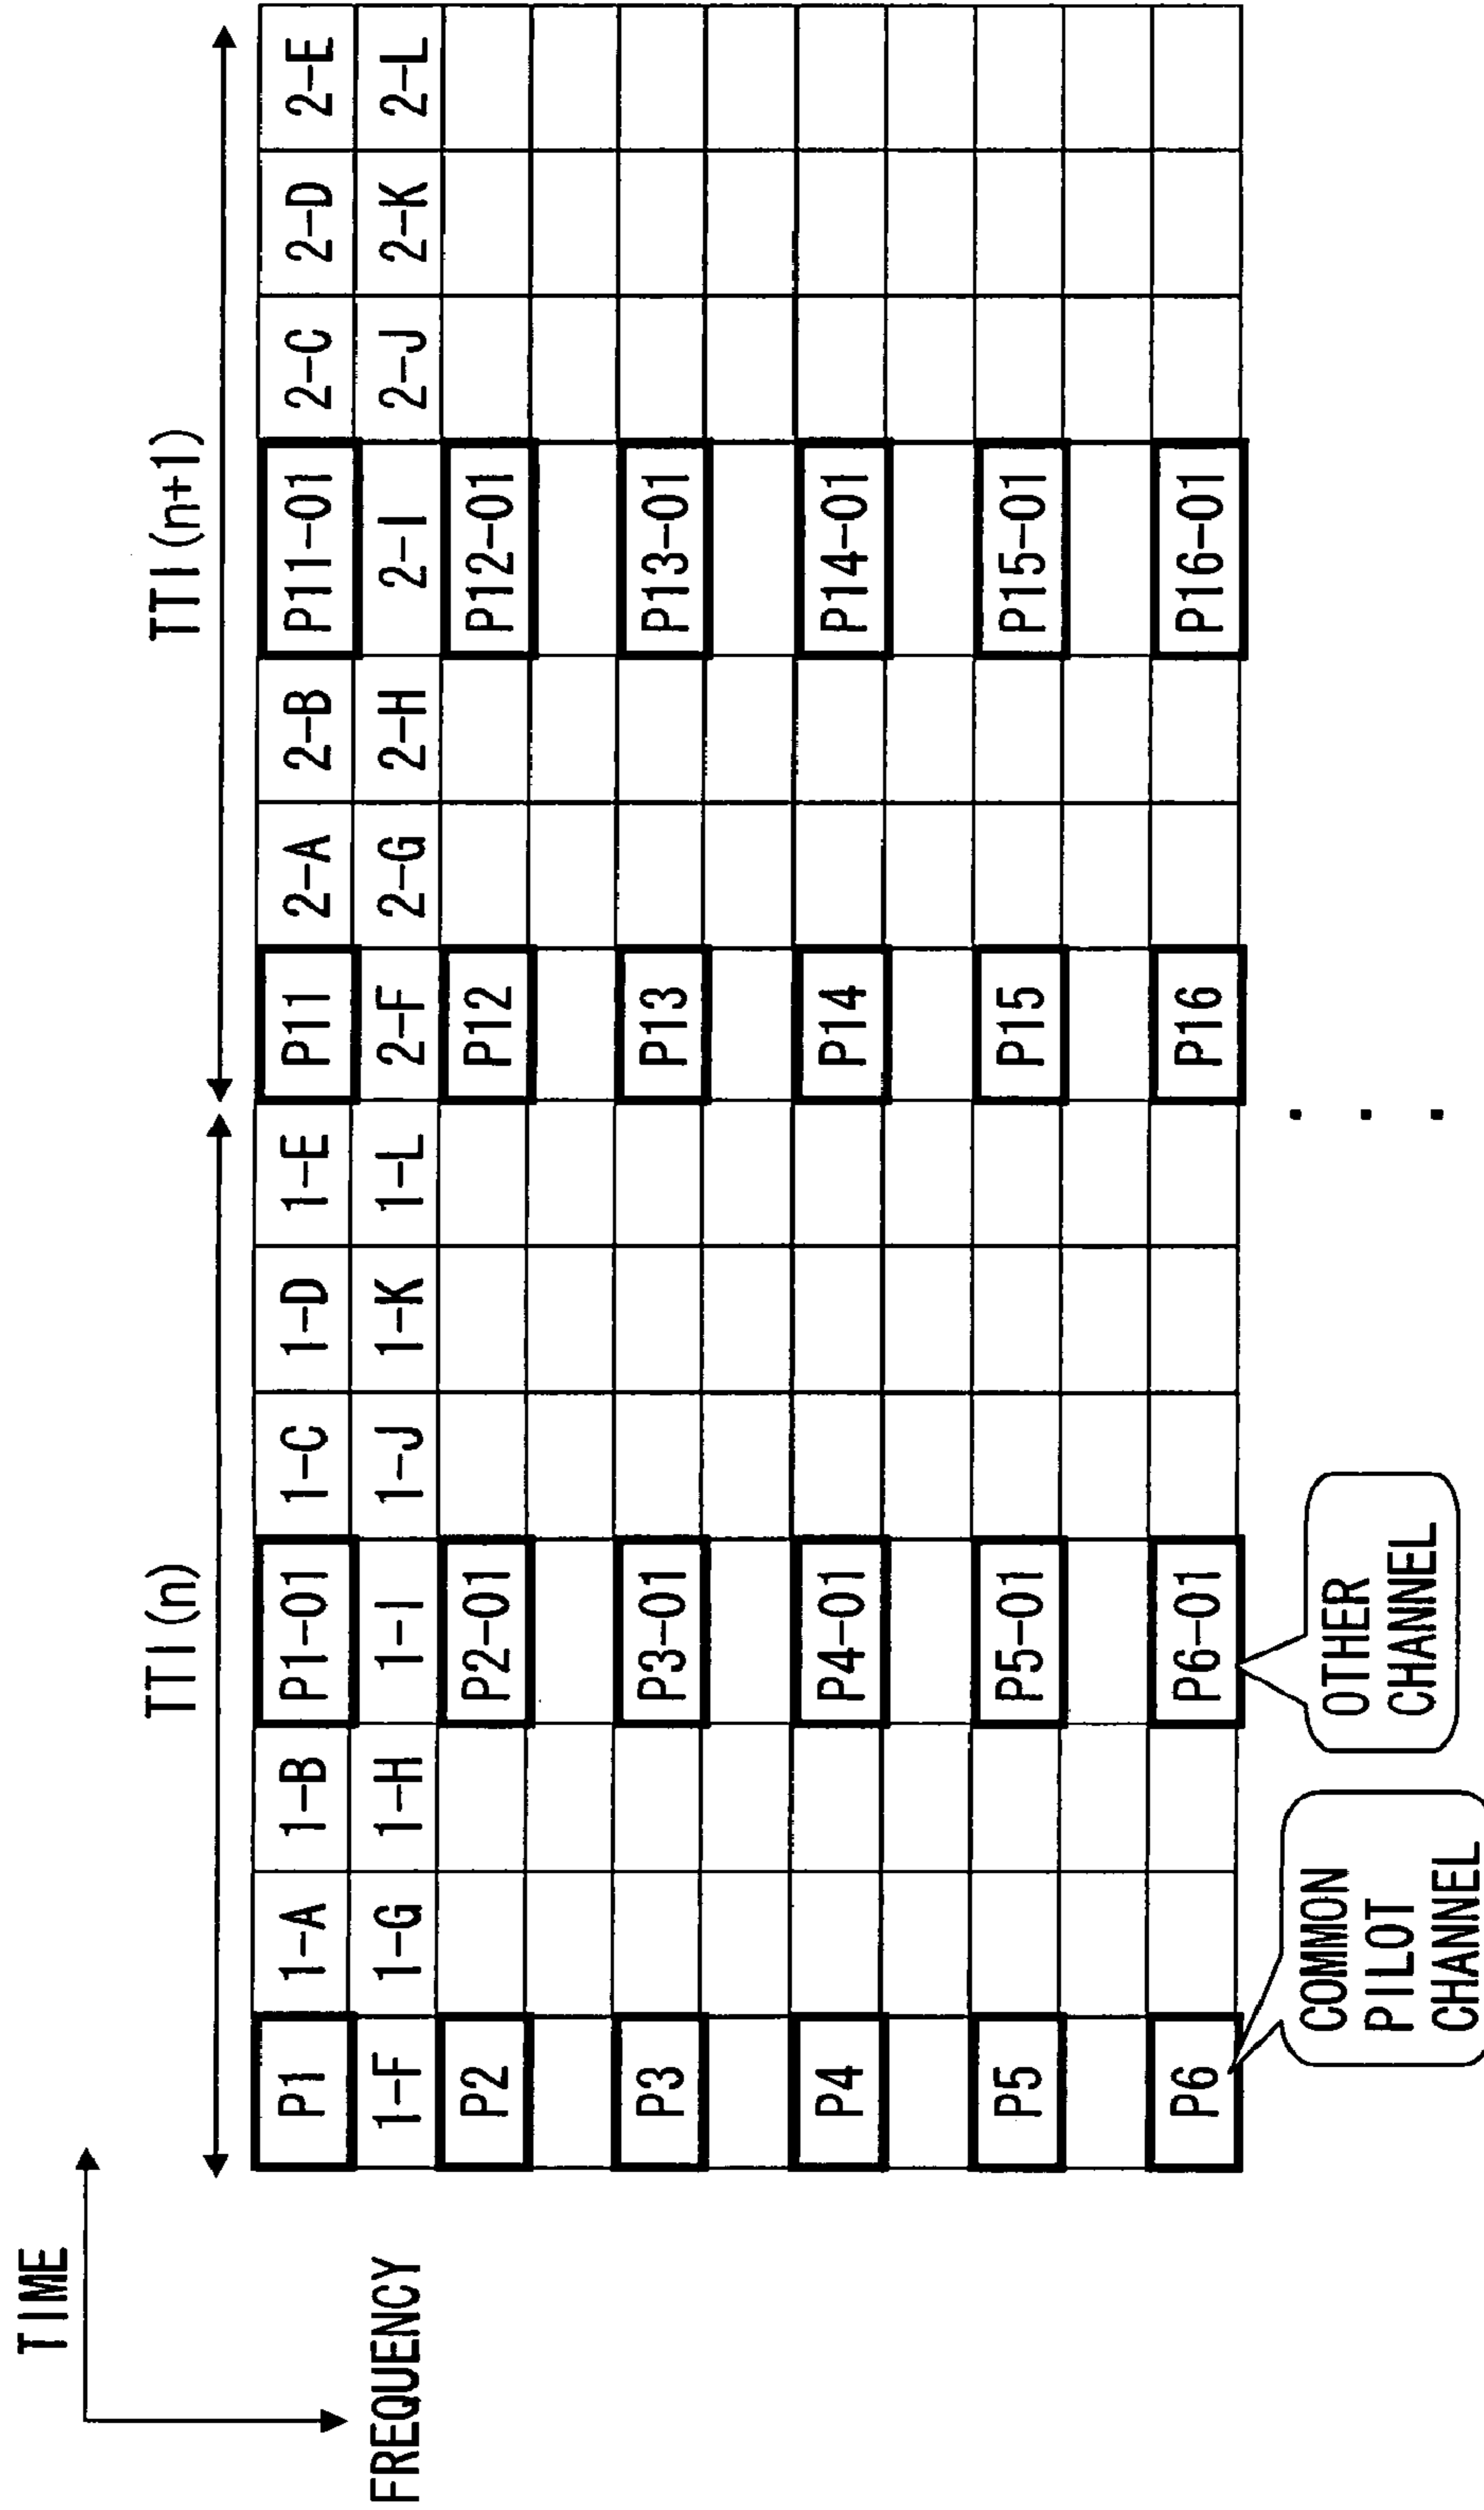 TIME
FREQUENCY
TTI(n)
TTI(n+1)
P1 1-A 1-B P1-01 1-C 1-D 1-E P11 2-A 2-B P11-01 2-C 2-D 2-E
1-F 1-G 1-H 1-I 1-J 1-K 1-L 2-F 2-G 2-H 2-I 2-J 2-K 2-L
P2 P2-01 P12 P12-01
P3 P3-01 P13 P13-01
P4 P4-01 P14 P14-01
P5 P5-01 P15 P15-01
P6 P6-01 P16 P16-01
COMMON
PILOT
CHANNEL
OTHER
CHANNEL
. . .